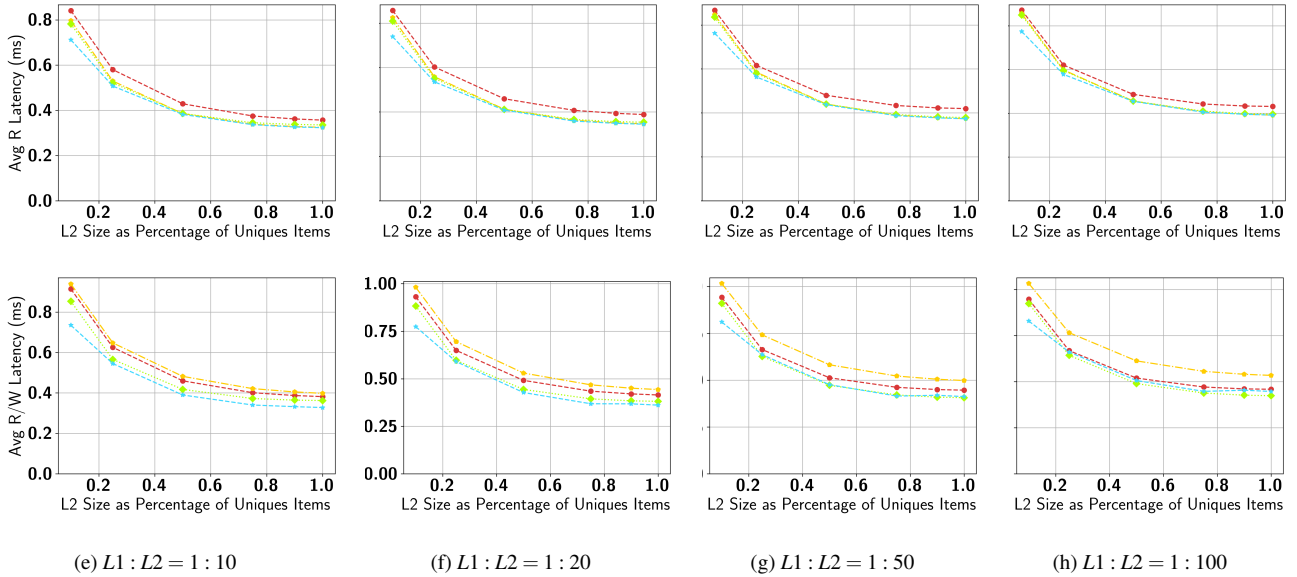 Avg R Latency (ms)
0.8
0.6
0.4
0.2
0.0
0.2 0.4 0.6 0.8 1.0
L2 Size as Percentage of Uniques Items
0.2 0.4 0.6 0.8 1.0
L2 Size as Percentage of Uniques Items
0.2 0.4 0.6 0.8 1.0
L2 Size as Percentage of Uniques Items
0.2 0.4 0.6 0.8 1.0
L2 Size as Percentage of Uniques Items
Avg R/W Latency (ms)
0.8
0.6
0.4
0.2
0.0
0.2 0.4 0.6 0.8 1.0
L2 Size as Percentage of Uniques Items
1.00
0.75
0.50
0.25
0.00
0.2 0.4 0.6 0.8 1.0
L2 Size as Percentage of Uniques Items
0.2 0.4 0.6 0.8 1.0
L2 Size as Percentage of Uniques Items
0.2 0.4 0.6 0.8 1.0
L2 Size as Percentage of Uniques Items
(e) L1 : L2 = 1 : 10
(f) L1 : L2 = 1 : 20
(g) L1 : L2 = 1 : 50
(h) L1 : L2 = 1 : 100